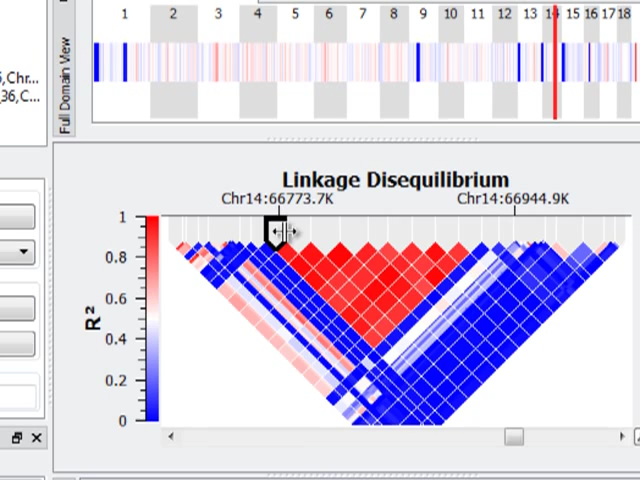 1 2 3 4 5 6 7 8 9 10 11 12 13 14 15 16 17 18
Chr...
36,C...
Full Domain View
Linkage Disequilibrium
Chr14:66773.7K Chr14:66944.9K
1
0.8
0.6
0.4
0.2
0
R²